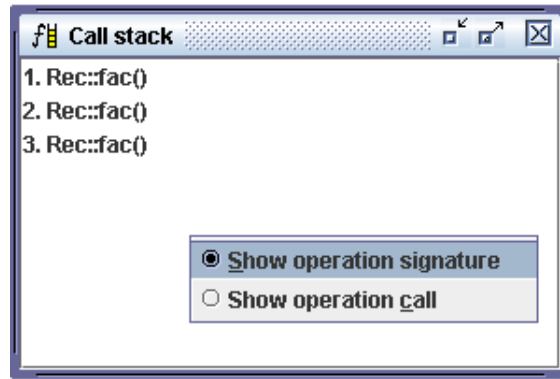 Call stack
1. Rec::fac()
2. Rec::fac()
3. Rec::fac()
Show operation signature
Show operation call